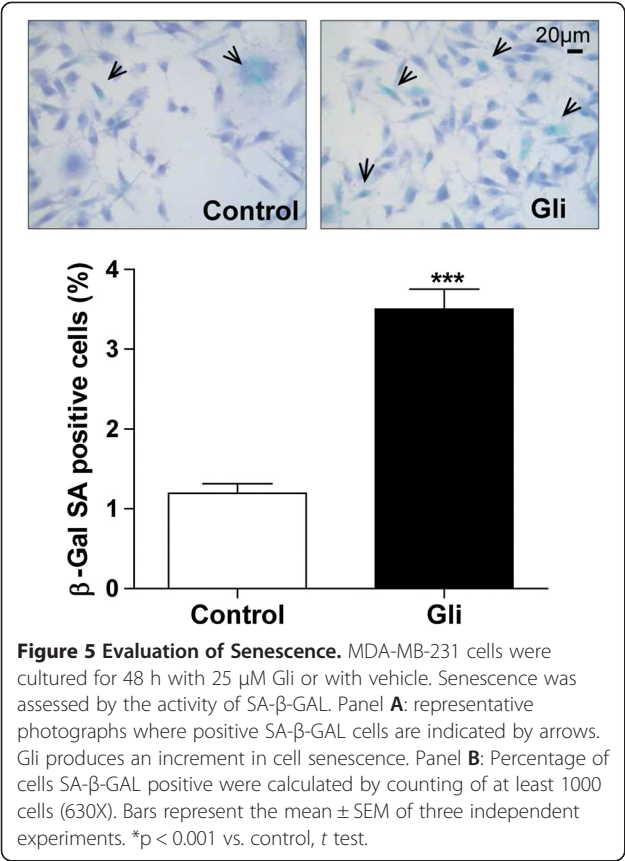 20µm
Control
Gli
β-Gal SA positive cells (%)
4
3
2
1
0
***
Control
Gli
Figure 5 Evaluation of Senescence. MDA-MB-231 cells were
cultured for 48 h with 25 µM Gli or with vehicle. Senescence was
assessed by the activity of SA-β-GAL. Panel A: representative
photographs where positive SA-β-GAL cells are indicated by arrows.
Gli produces an increment in cell senescence. Panel B: Percentage of
cells SA-β-GAL positive were calculated by counting of at least 1000
cells (630X). Bars represent the mean ± SEM of three independent
experiments. *p < 0.001 vs. control, t test.